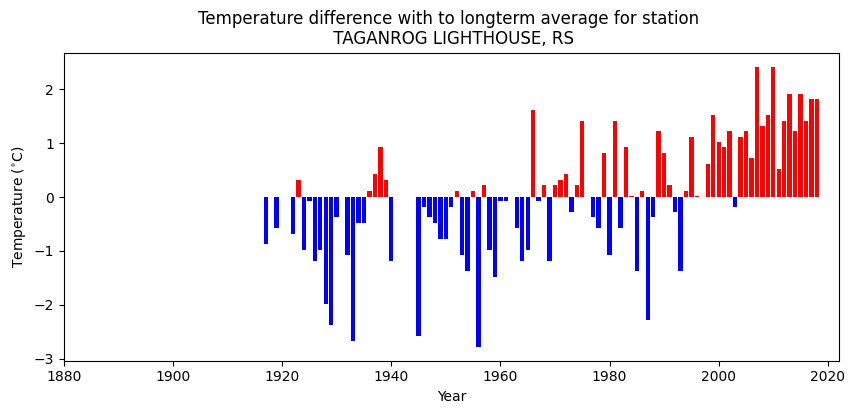 Temperature difference with to longterm average for station
TAGANROG LIGHTHOUSE, RS
Temperature (°C)
2
1
0
−1
−2
−3
1880 1900 1920 1940 1960 1980 2000 2020
Year